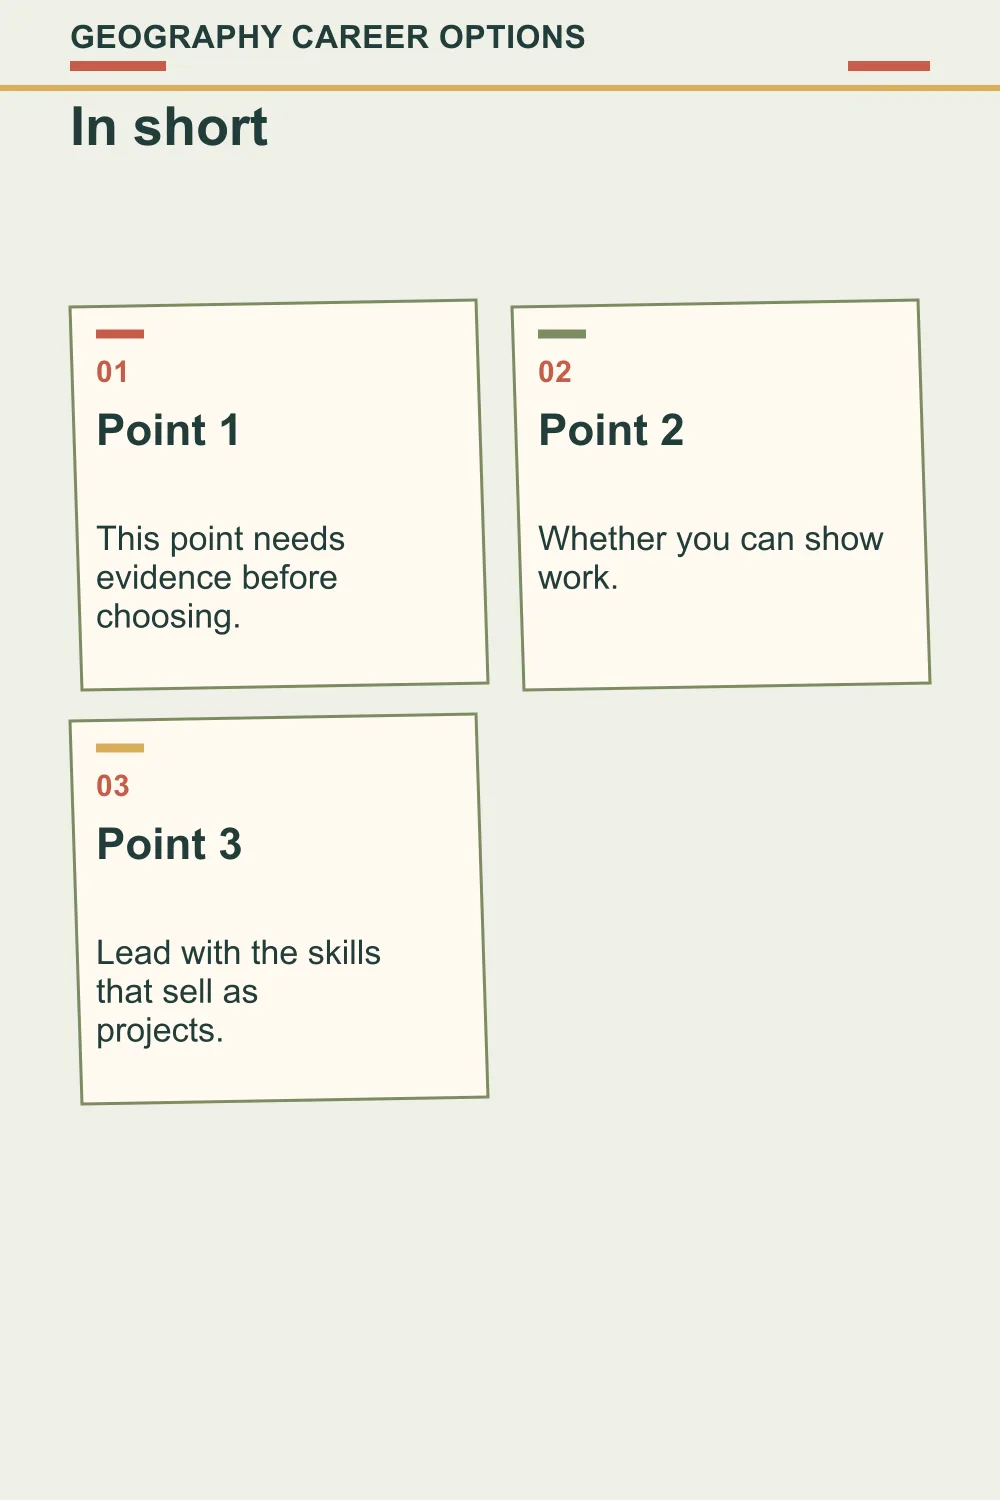 GEOGRAPHY CAREER OPTIONS
In short
01
Point 1
This point needs
evidence before
choosing.
02
Point 2
Whether you can show
work.
03
Point 3
Lead with the skills
that sell as
projects.